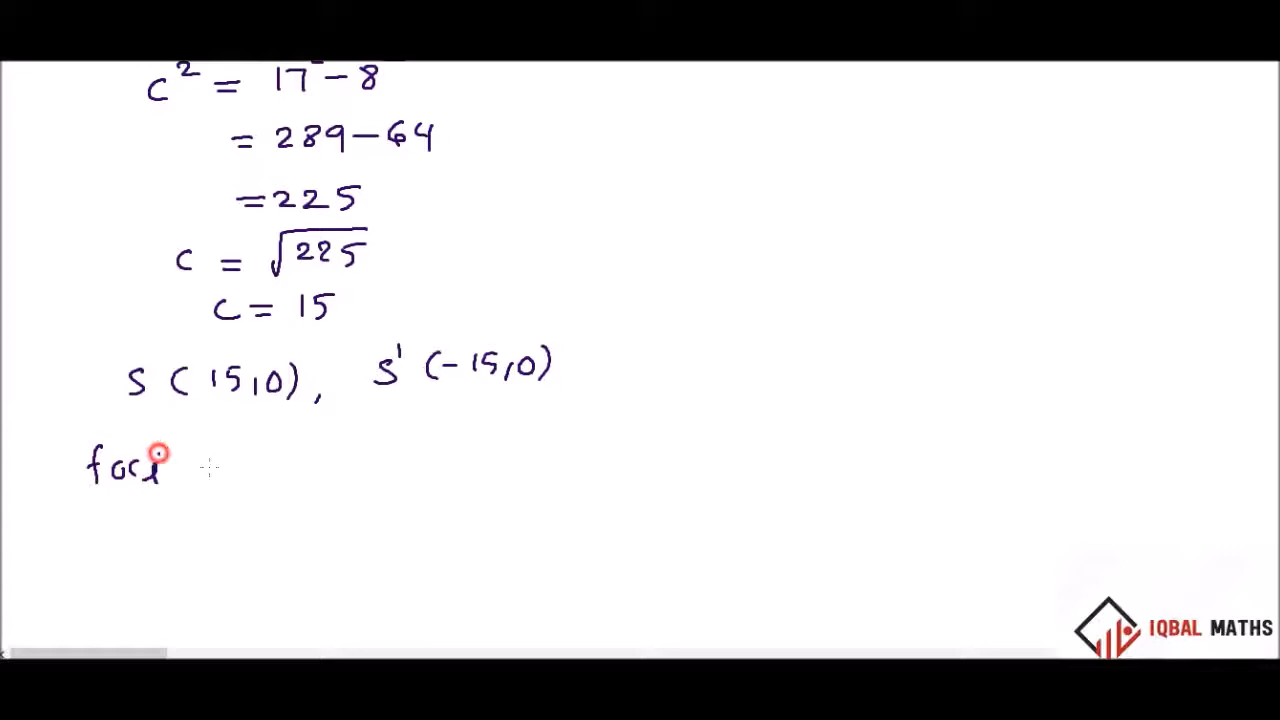 c² = 17 - 8
= 289 - 64
= 225
c = √225
c = 15
S (15,0), S' (-15,0)
foci
IQBAL MATHS